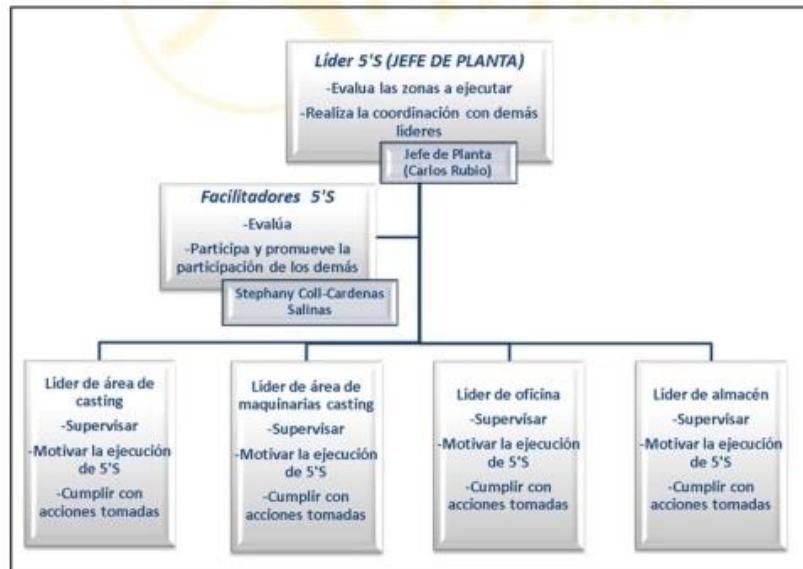 Líder 5'S (JEFE DE PLANTA)
-Evalua las zonas a ejecutar
-Realiza la coordinación con demás
líderes
Jefe de Planta
(Carlos Rubio)
Facilitadores 5'S
-Evalúa
-Participa y promueve la
participación de los demás
Stephany Coll-Cardenas
Salinas
Líder de área de
casting
-Supervisar
-Motivar la ejecución
de 5'S
-Cumplir con
acciones tomadas
Líder de área de
maquinarias casting
-Supervisar
-Motivar la ejecución
de 5'S
-Cumplir con
acciones tomadas
Líder de oficina
-Supervisar
-Motivar la ejecución
de 5'S
-Cumplir con
acciones tomadas
Líder de almacén
-Supervisar
-Motivar la ejecución
de 5'S
-Cumplir con
acciones tomadas